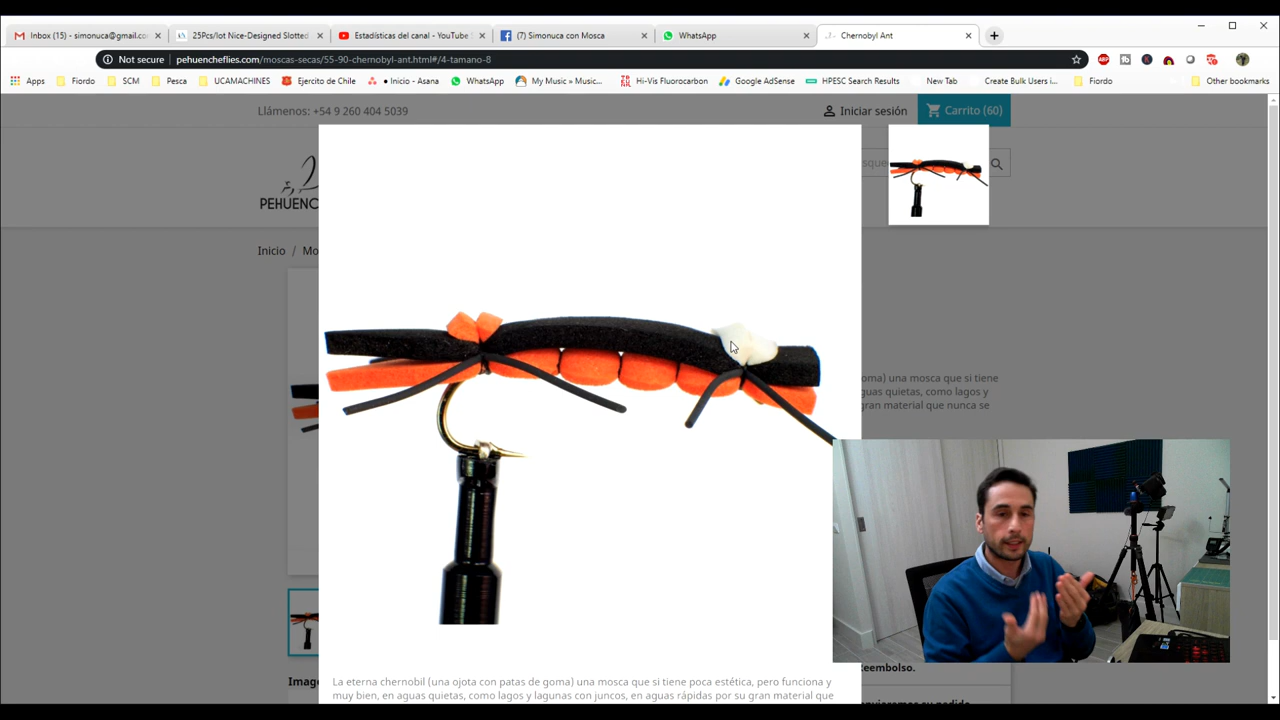 Inbox (15) - simonuca@gmail.co
25Pcs/lot Nice-Designed Slotted
Estadísticas del canal - YouTube
(7) Simonuca con Mosca
WhatsApp
Chernobyl Ant
Not secure
pehuencheflies.com/moscas-secas/55-90-chernobyl-ant.html#/4-tamano-8
Apps
Fiordo
SCM
Pesca
UCAMACHINES
Ejercito de Chile
• Inicio - Asana
WhatsApp
My Music » Music...
Hi-Vis Fluorocarbon
Google AdSense
HPESC Search Results
New Tab
Create Bulk Users i...
Fiordo
Other bookmarks
Llámenos: +54 9 260 404 5039
Iniciar sesión
Carrito (60)
PEHUENC
sque
Inicio / Mo
oma) una mosca que si tiene
guas quietas, como lagos y
gran material que nunca se
Reembolso.
Image
La eterna chernobil (una ojota con patas de goma) una mosca que si tiene poca estética, pero funciona y
muy bien, en aguas quietas, como lagos y lagunas con juncos, en aguas rápidas por su gran material que